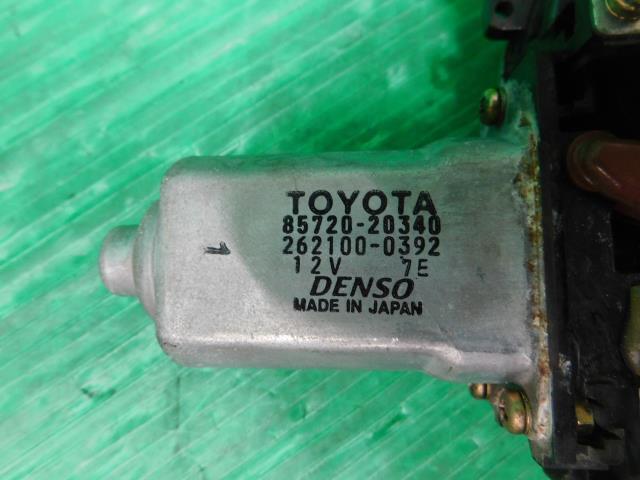 TOYOTA
85720-20340
262100-0392
12V 7E
DENSO
MADE IN JAPAN